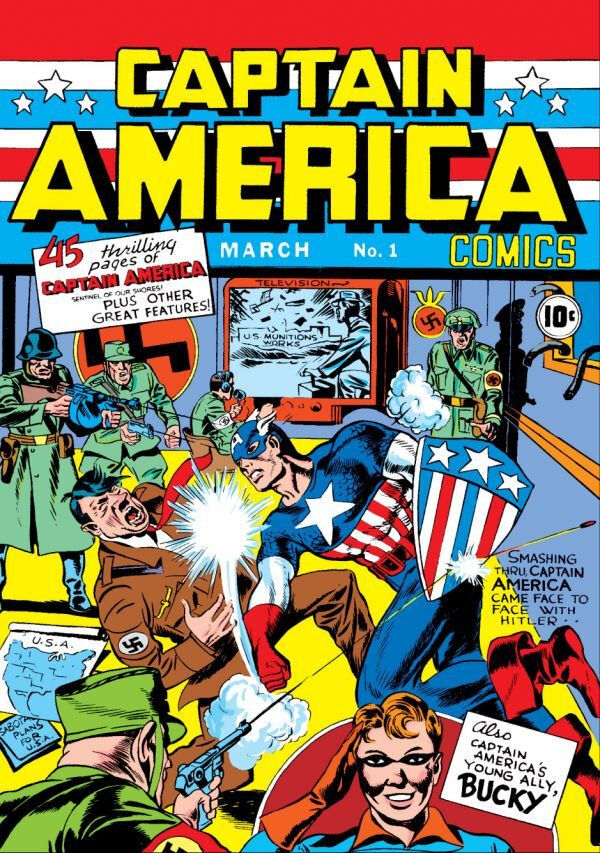 CAPTAIN
AMERICA
COMICS
MARCH No. 1
45 thrilling
pages of
CAPTAIN AMERICA
SENTINEL OF OUR SHORES!
PLUS OTHER
GREAT FEATURES!
TELEVISION
10¢
U.S. MUNITIONS
WORKS
SMASHING
THRU, CAPTAIN
AMERICA
CAME FACE TO
FACE WITH
HITLER..
U.S.A.
SABOTAGE
PLANS
FOR
U.S.A.
Also
CAPTAIN
AMERICA'S
YOUNG ALLY,
BUCKY